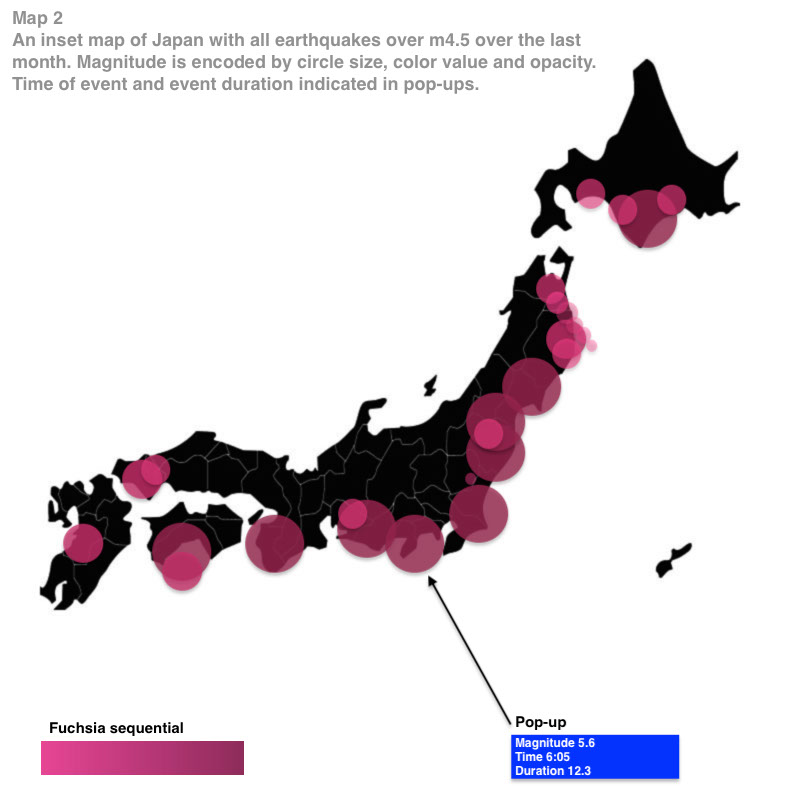 Map 2
An inset map of Japan with all earthquakes over m4.5 over the last
month. Magnitude is encoded by circle size, color value and opacity.
Time of event and event duration indicated in pop-ups.
Fuchsia sequential
Pop-up
Magnitude 5.6
Time 6:05
Duration 12.3